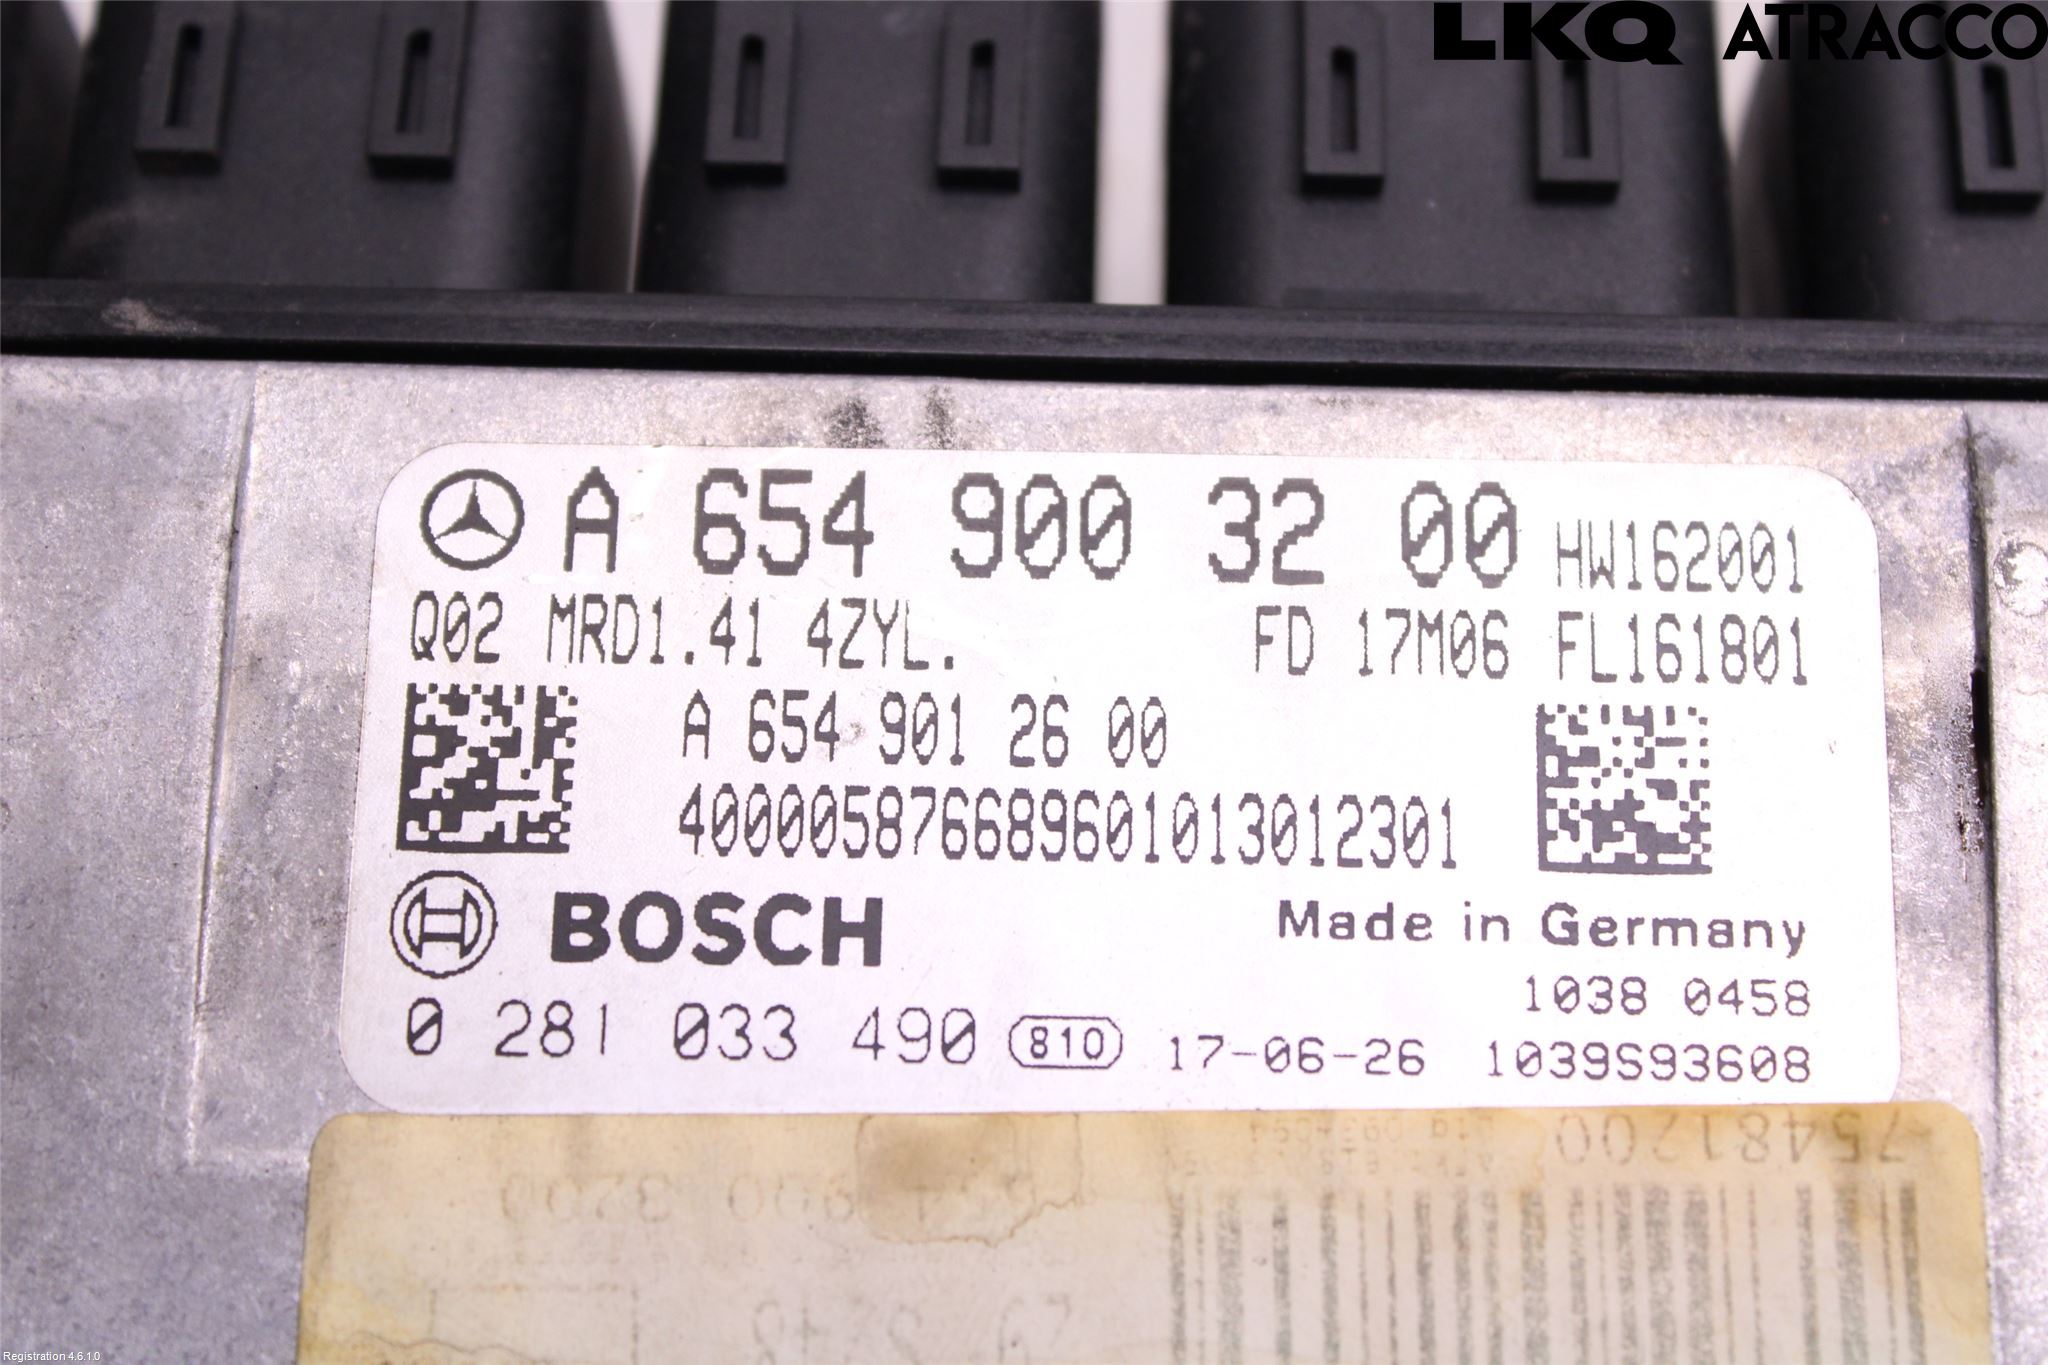 LKQ ATRACCO
A 654 900 32 00 HW162001
Q02 MRD1.41 4ZYL. FD 17M06 FL161801
A 654 901 26 00
400005876689601013012301
BOSCH Made in Germany
1038 0458
0 281 033 490 810 17-06-26 1039S93608
75481200
Registration 4.6.1.0